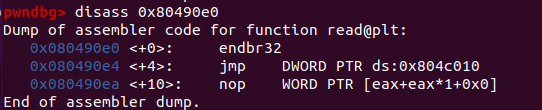 pwndbg> disass 0x80490e0
Dump of assembler code for function read@plt:
   0x080490e0 <+0>:     endbr32
   0x080490e4 <+4>:     jmp    DWORD PTR ds:0x804c010
   0x080490ea <+10>:    nop    WORD PTR [eax+eax*1+0x0]
End of assembler dump.